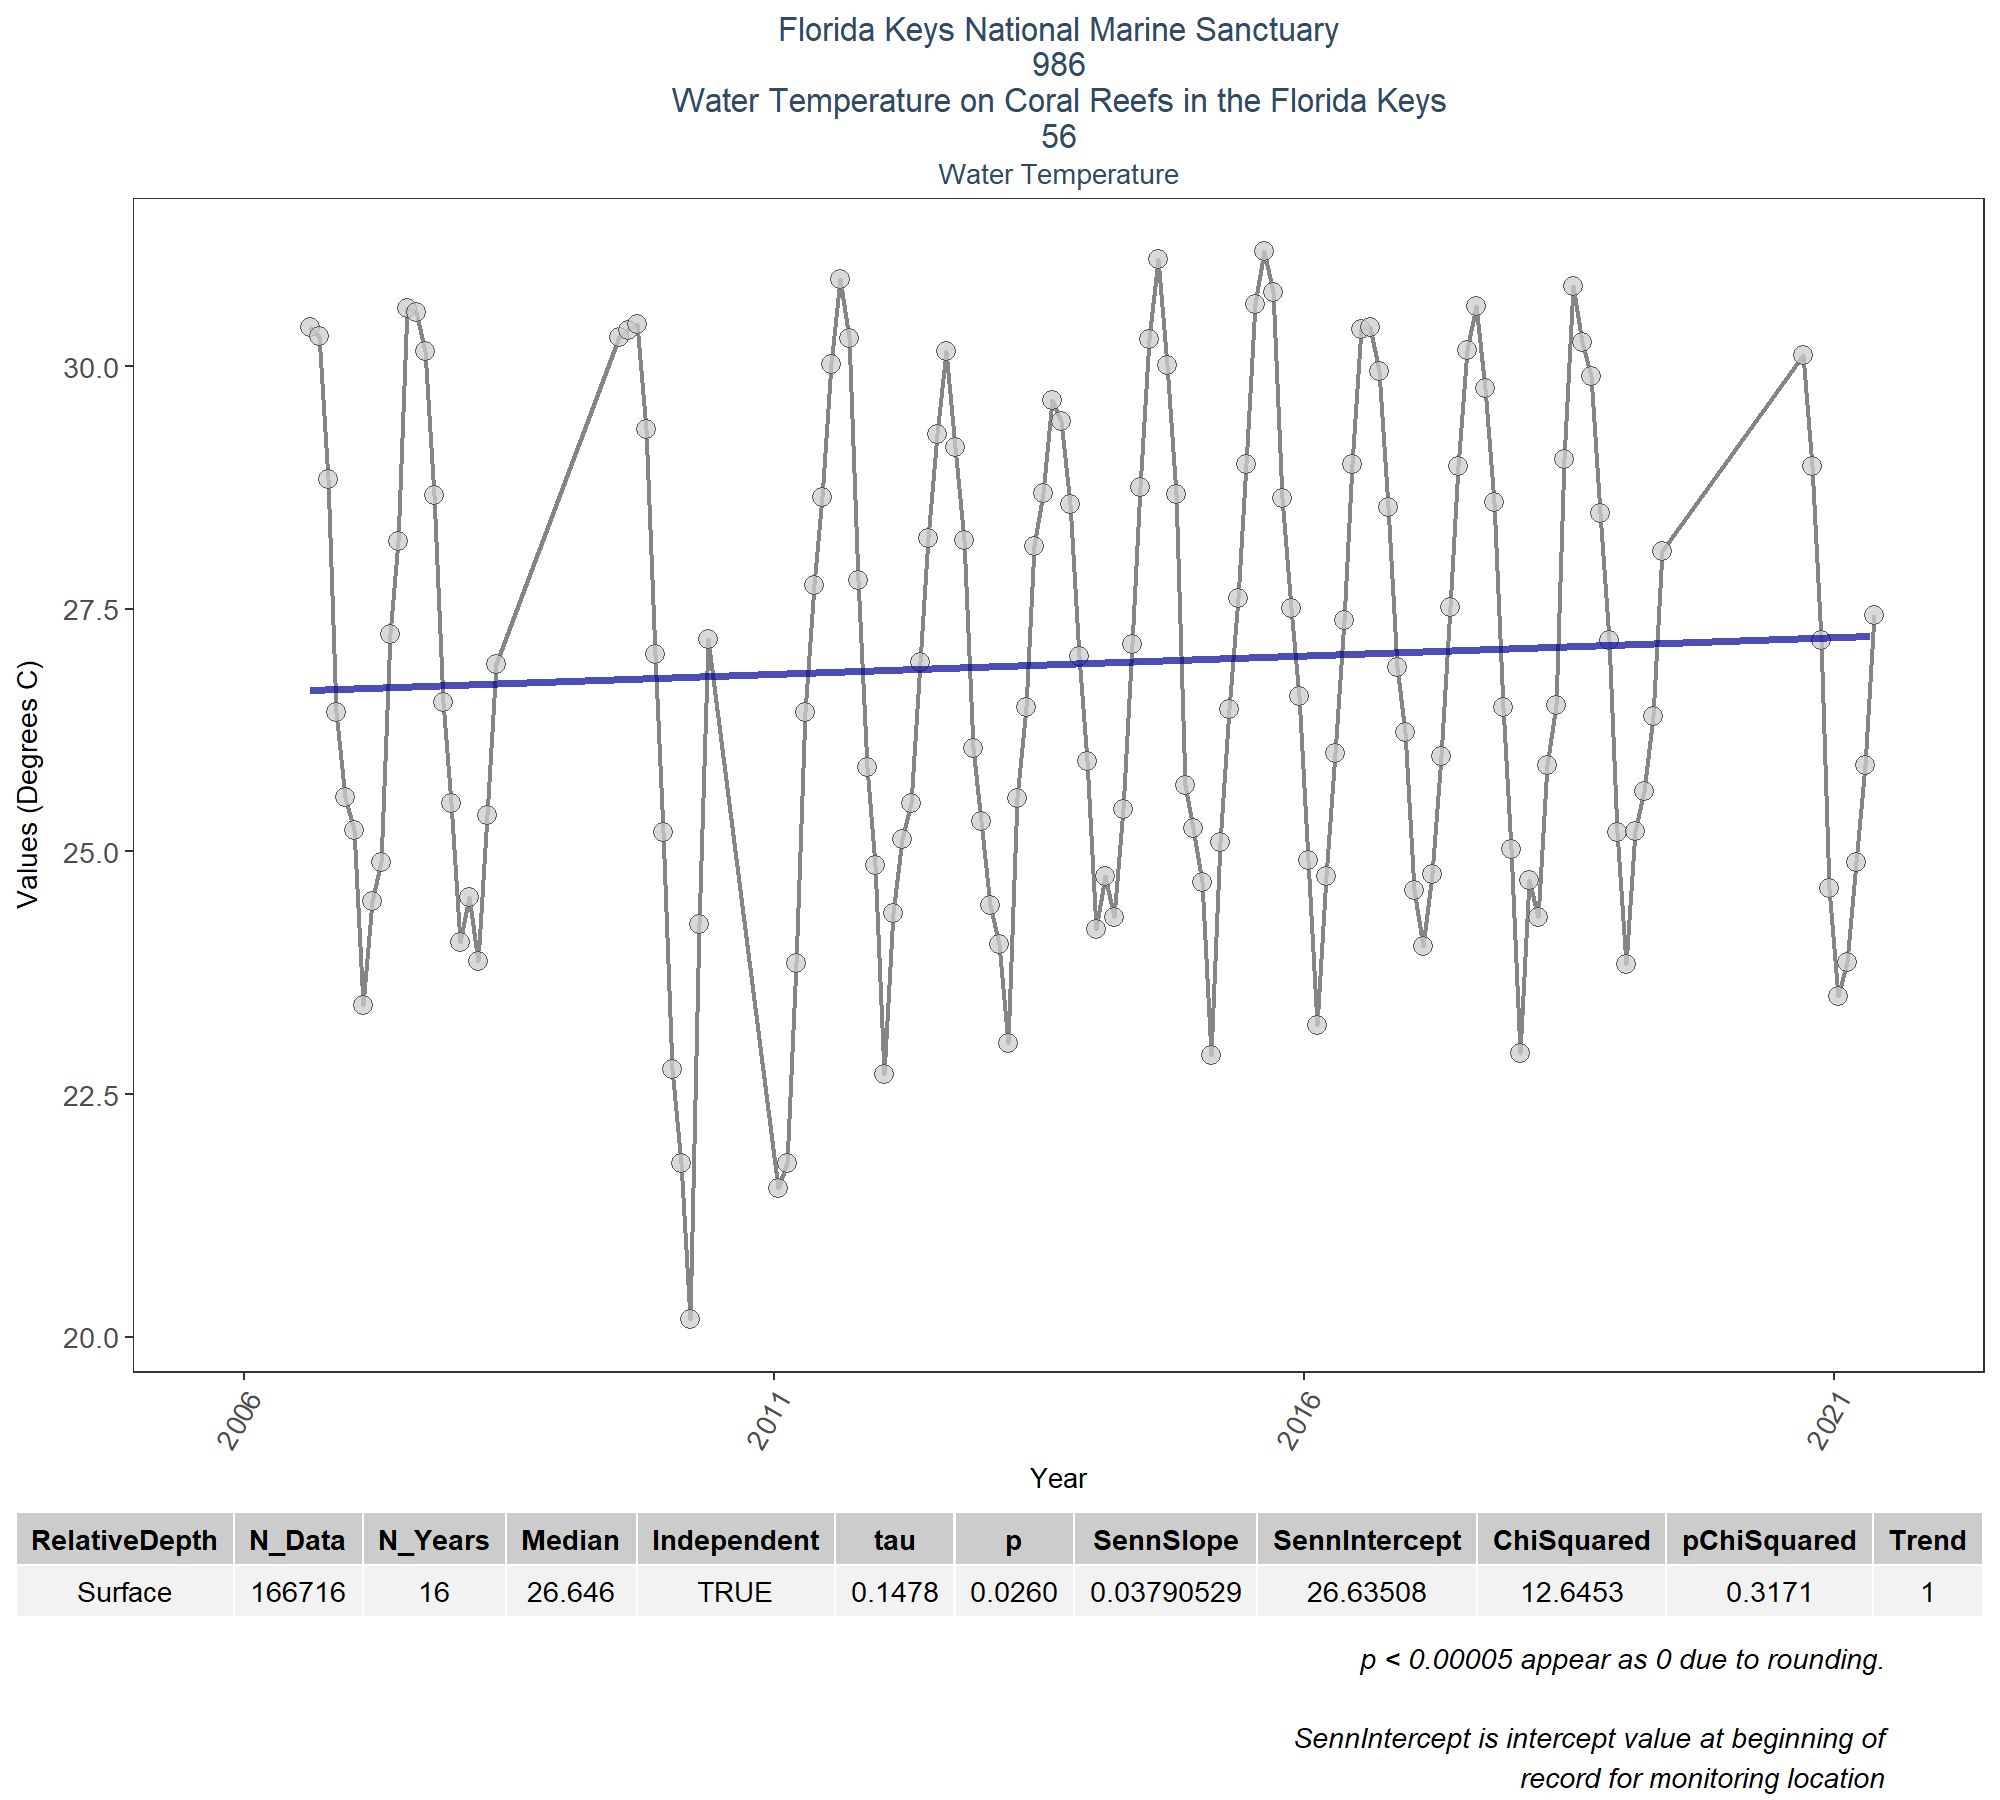 Florida Keys National Marine Sanctuary
986
Water Temperature on Coral Reefs in the Florida Keys
56
Water Temperature
Values (Degrees C)
30.0
27.5
25.0
22.5
20.0
2006
2011
2016
2021
Year
RelativeDepth N_Data N_Years Median Independent tau p SennSlope SennIntercept ChiSquared pChiSquared Trend
Surface 166716 16 26.646 TRUE 0.1478 0.0260 0.03790529 26.63508 12.6453 0.3171 1
p < 0.00005 appear as 0 due to rounding.
SennIntercept is intercept value at beginning of
record for monitoring location